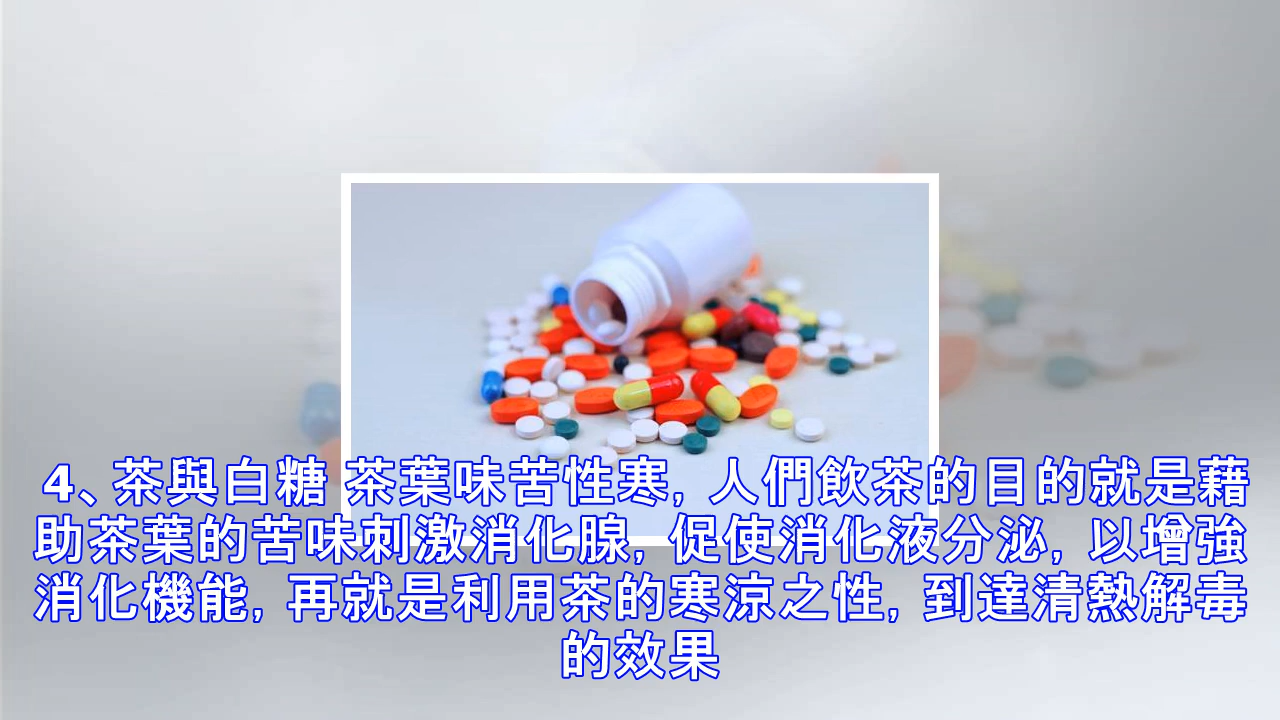 4、茶與白糖 茶葉味苦性寒, 人們飲茶的目的就是藉
助茶葉的苦味刺激消化腺, 促使消化液分泌, 以增強
消化機能, 再就是利用茶的寒涼之性, 到達清熱解毒
的效果